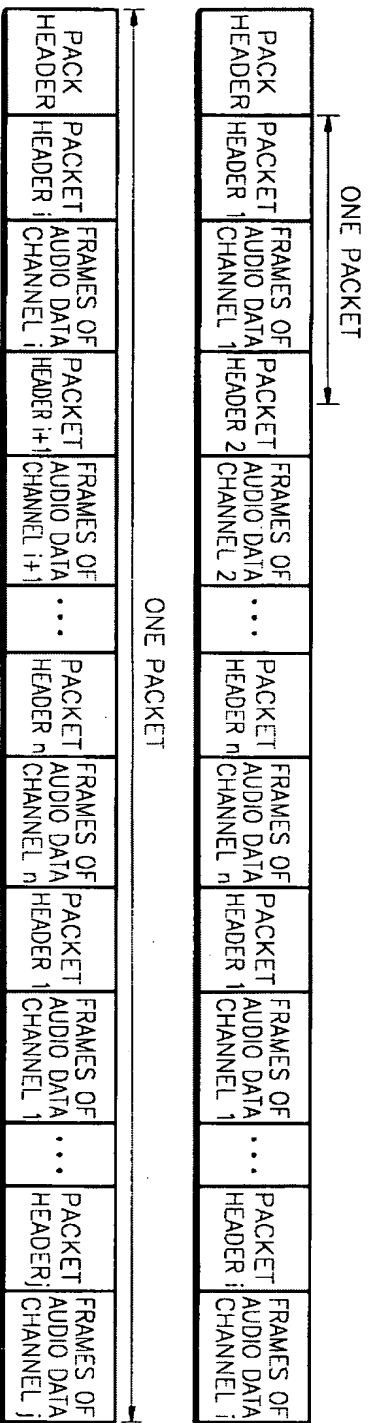 ONE PACKET
PACK
HEADER
PACKET
HEADER 1
FRAMES OF
AUDIO DATA
CHANNEL 1
PACKET
HEADER 2
FRAMES OF
AUDIO DATA
CHANNEL 2
...
PACKET
HEADER n
FRAMES OF
AUDIO DATA
CHANNEL n
PACKET
HEADER 1
FRAMES OF
AUDIO DATA
CHANNEL 1
...
PACKET
HEADER i
FRAMES OF
AUDIO DATA
CHANNEL i
ONE PACKET
PACK
HEADER
PACKET
HEADER i
FRAMES OF
AUDIO DATA
CHANNEL i
PACKET
HEADER i+1
FRAMES OF
AUDIO DATA
CHANNEL i+1
...
PACKET
HEADER n
FRAMES OF
AUDIO DATA
CHANNEL n
PACKET
HEADER 1
FRAMES OF
AUDIO DATA
CHANNEL 1
...
PACKET
HEADER j
FRAMES OF
AUDIO DATA
CHANNEL j